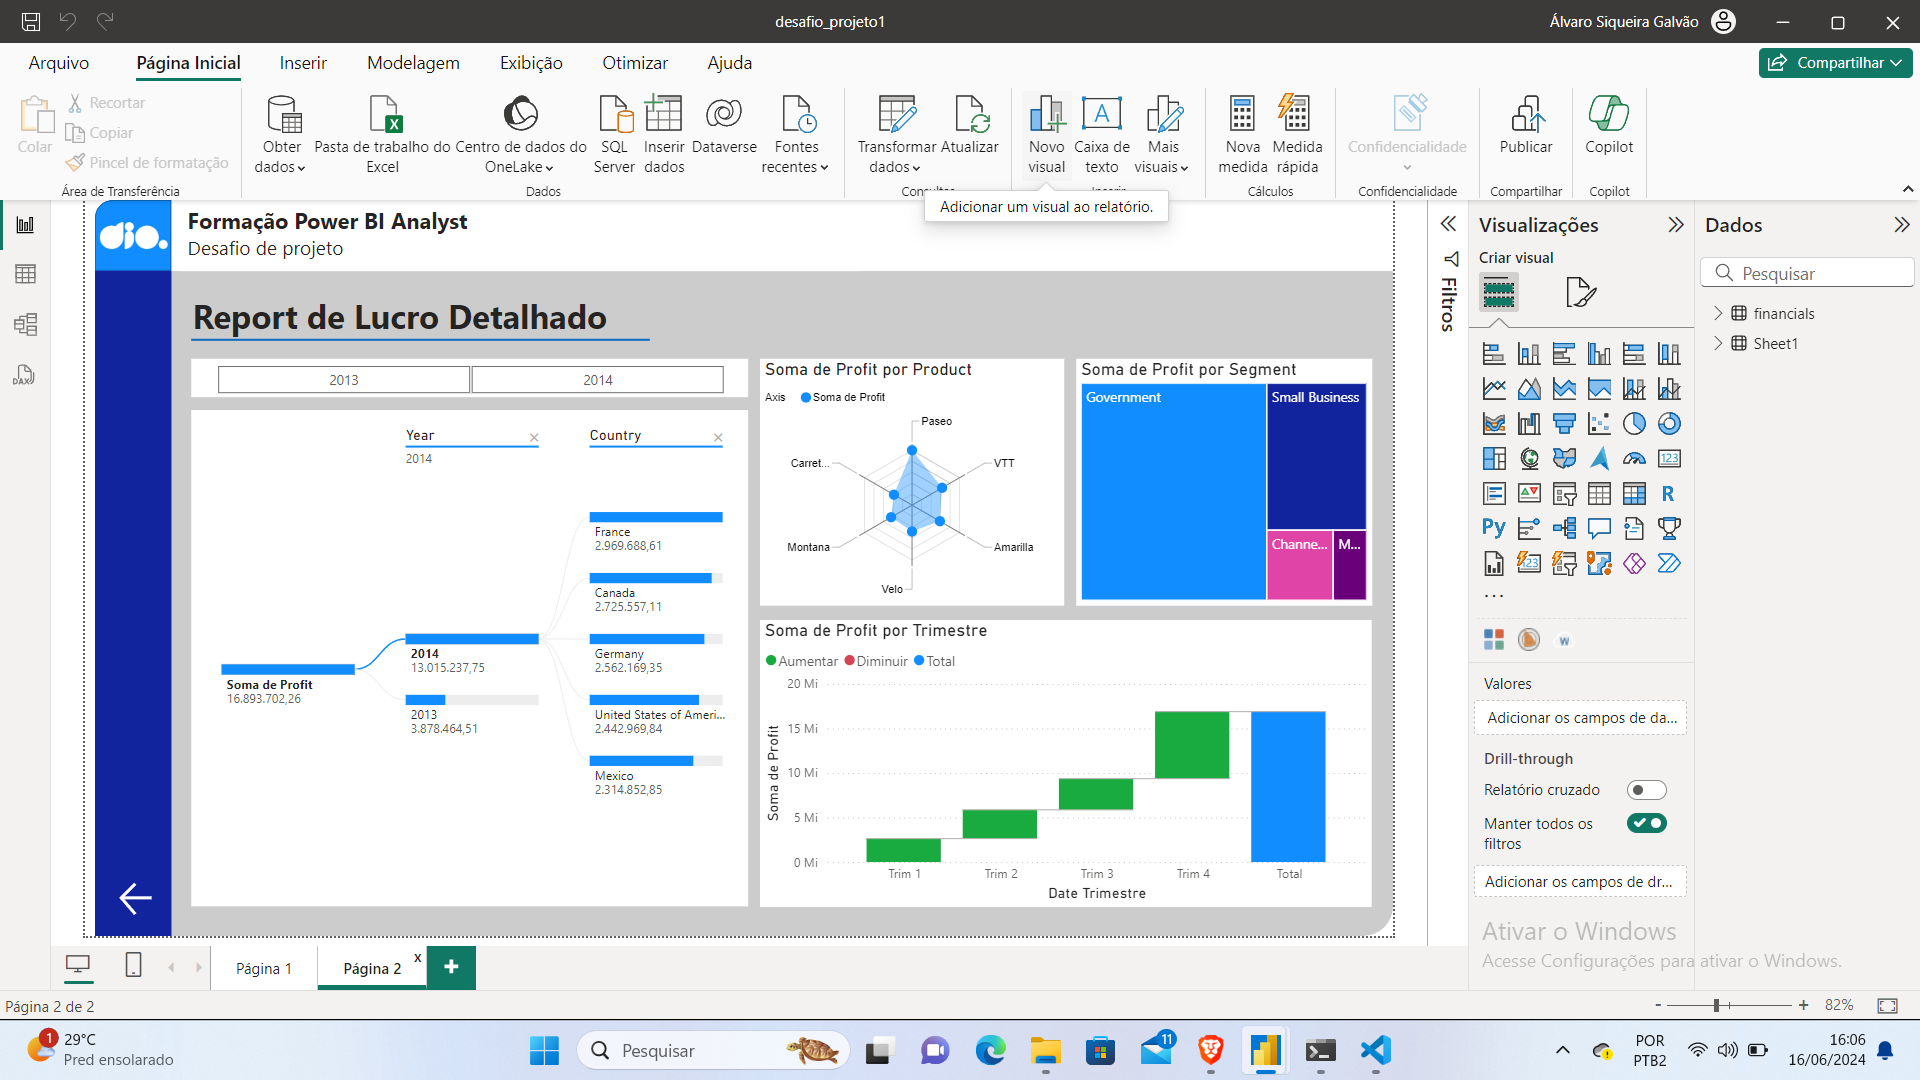 desafio_projeto1
Álvaro Siqueira Galvão
Arquivo
Página Inicial
Inserir
Modelagem
Exibição
Otimizar
Ajuda
Compartilhar
Colar
Recortar
Copiar
Pincel de formatação
Área de Transferência
Obter dados
Pasta de trabalho do Excel
Centro de dados do OneLake
SQL Server
Inserir dados
Dataverse
Fontes recentes
Dados
Transformar dados
Atualizar
Novo visual
Caixa de texto
Mais visuais
Nova medida
Medida rápida
Cálculos
Confidencialidade
Confidencialidade
Publicar
Compartilhar
Copilot
Copilot
Adicionar um visual ao relatório.
dio.
Formação Power BI Analyst
Desafio de projeto
Report de Lucro Detalhado
2013
2014
Year
2014
Country
Soma de Profit
16.893.702,26
2014
13.015.237,75
2013
3.878.464,51
France
2.969.688,61
Canada
2.725.557,11
Germany
2.562.169,35
United States of Ameri...
2.442.969,84
Mexico
2.314.852,85
Soma de Profit por Product
Axis
Soma de Profit
Paseo
VTT
Amarilla
Velo
Montana
Carret...
Soma de Profit por Segment
Government
Small Business
Channe...
M...
Soma de Profit por Trimestre
Aumentar
Diminuir
Total
Soma de Profit
20 Mi
15 Mi
10 Mi
5 Mi
0 Mi
Trim 1
Trim 2
Trim 3
Trim 4
Total
Date Trimestre
Filtros
Visualizações
Criar visual
123
R
Py
123
...
W
Valores
Adicionar os campos de da...
Drill-through
Relatório cruzado
Manter todos os filtros
Adicionar os campos de dr...
Dados
Pesquisar
financials
Sheet1
DAX
Ativar o Windows
Acesse Configurações para ativar o Windows.
Página 1
Página 2
x
Página 2 de 2
- + 82%
1
29°C
Pred ensolarado
Pesquisar
11
POR
PTB2
16:06
16/06/2024